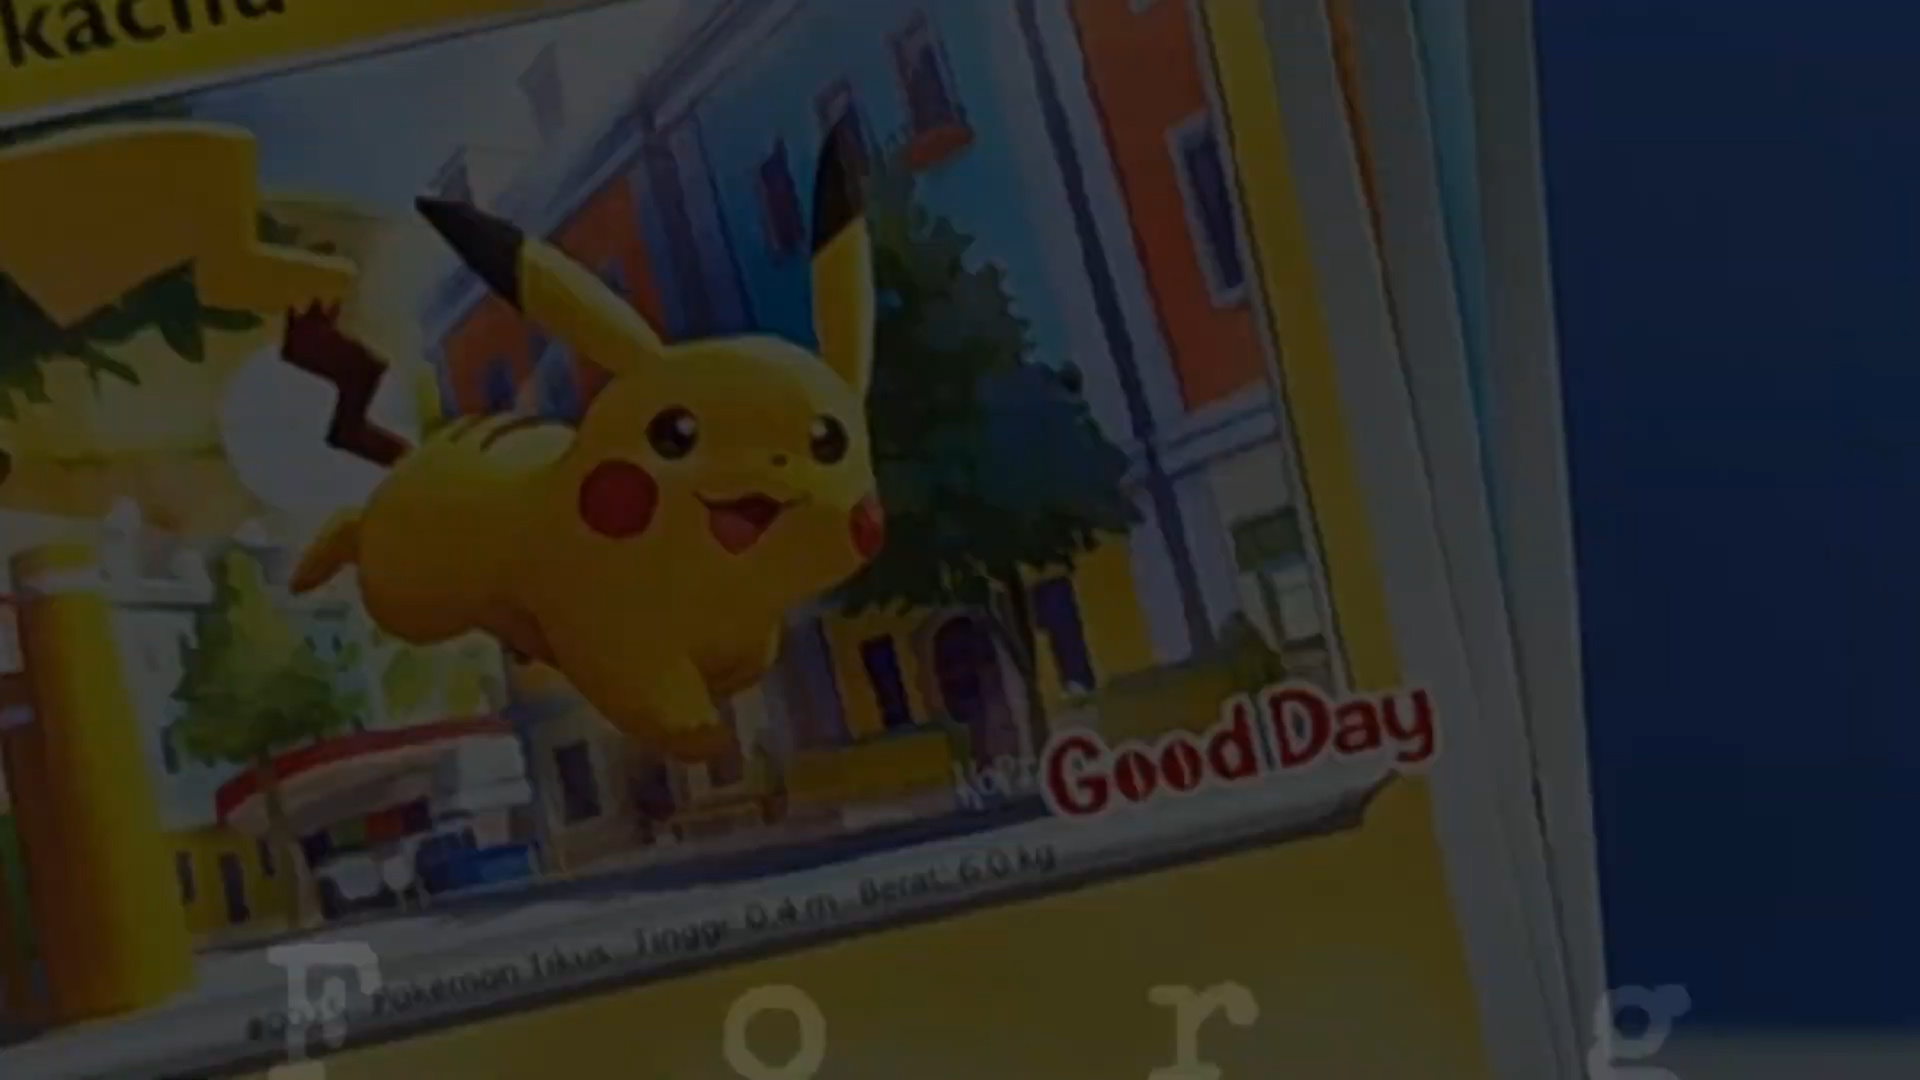 kachu
Good Day
Pokémon Tikus Tinggi: 0.4 m Berat: 6.0 kg
F o r g